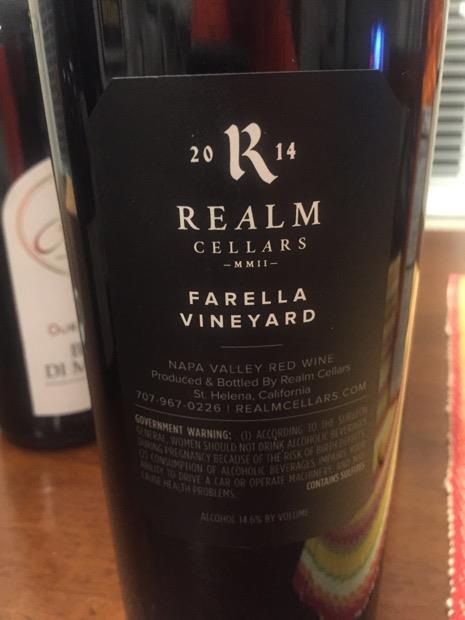 20 R 14
REALM
CELLARS
–MMII–
FARELLA
VINEYARD
NAPA VALLEY RED WINE
Produced & Bottled By Realm Cellars
St. Helena, California
707-967-0226 | REALMCELLARS.COM
GOVERNMENT WARNING: (1) ACCORDING TO THE SURGEON
GENERAL, WOMEN SHOULD NOT DRINK ALCOHOLIC BEVERAGES
DURING PREGNANCY BECAUSE OF THE RISK OF BIRTH DEFECTS.
(2) CONSUMPTION OF ALCOHOLIC BEVERAGES IMPAIRS YOUR
ABILITY TO DRIVE A CAR OR OPERATE MACHINERY, AND MAY
CAUSE HEALTH PROBLEMS. CONTAINS SULFITES
ALCOHOL 14.6% BY VOLUME
OUR
B
DI M